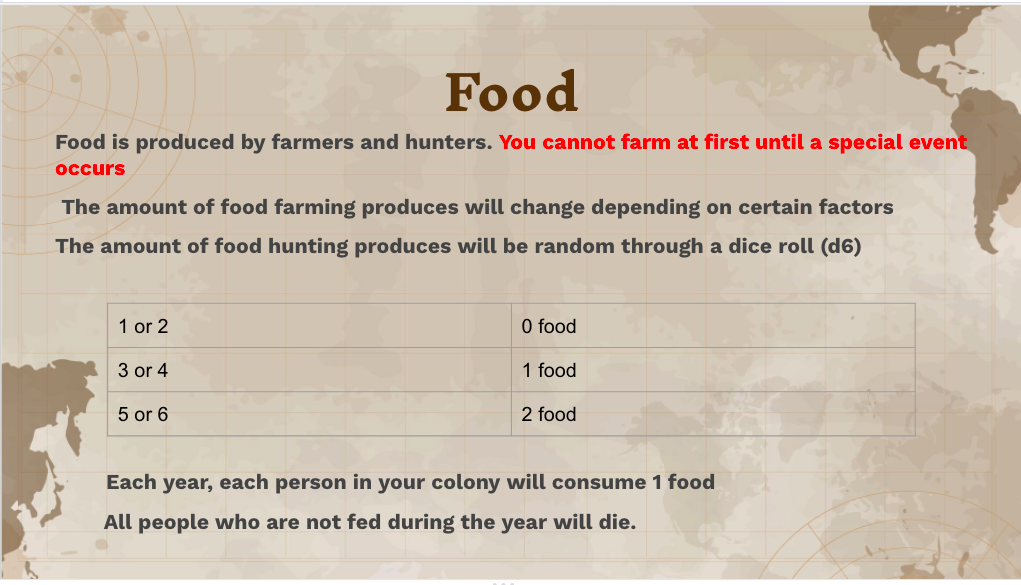 Food
Food is produced by farmers and hunters. You cannot farm at first until a special event
occurs
The amount of food farming produces will change depending on certain factors
The amount of food hunting produces will be random through a dice roll (d6)
1 or 2 0 food
3 or 4 1 food
5 or 6 2 food
Each year, each person in your colony will consume 1 food
All people who are not fed during the year will die.